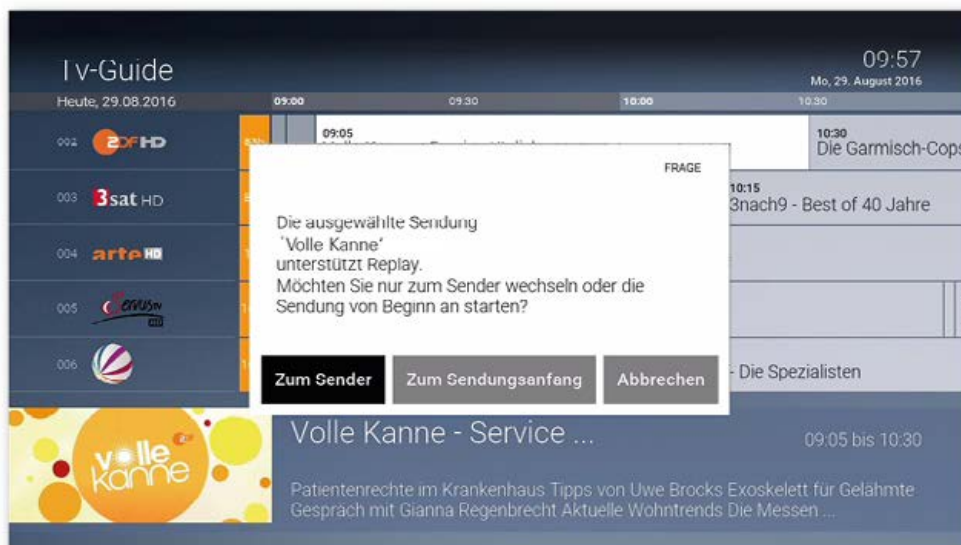 Tv-Guide
09:57
Mo, 29. August 2016
Heute, 29.08.2016
09:00
09:30
10:00
10:30
002 ZDF HD
09:05
10:30
Die Garmisch-Cops
FRAGE
003 3sat HD
10:15
3nach9 - Best of 40 Jahre
Die ausgewählte Sendung
'Volle Kanne'
unterstützt Replay.
Möchten Sie nur zum Sender wechseln oder die
Sendung von Beginn an starten?
004 arte HD
005 ServusTV HD
006
- Die Spezialisten
Zum Sender
Zum Sendungsanfang
Abbrechen
volle
kanne
Volle Kanne - Service ...
09:05 bis 10:30
Patientenrechte im Krankenhaus Tipps von Uwe Brocks Exoskelett für Gelähmte
Gespräch mit Gianna Regenbrecht Aktuelle Wohntrends Die Messen ...